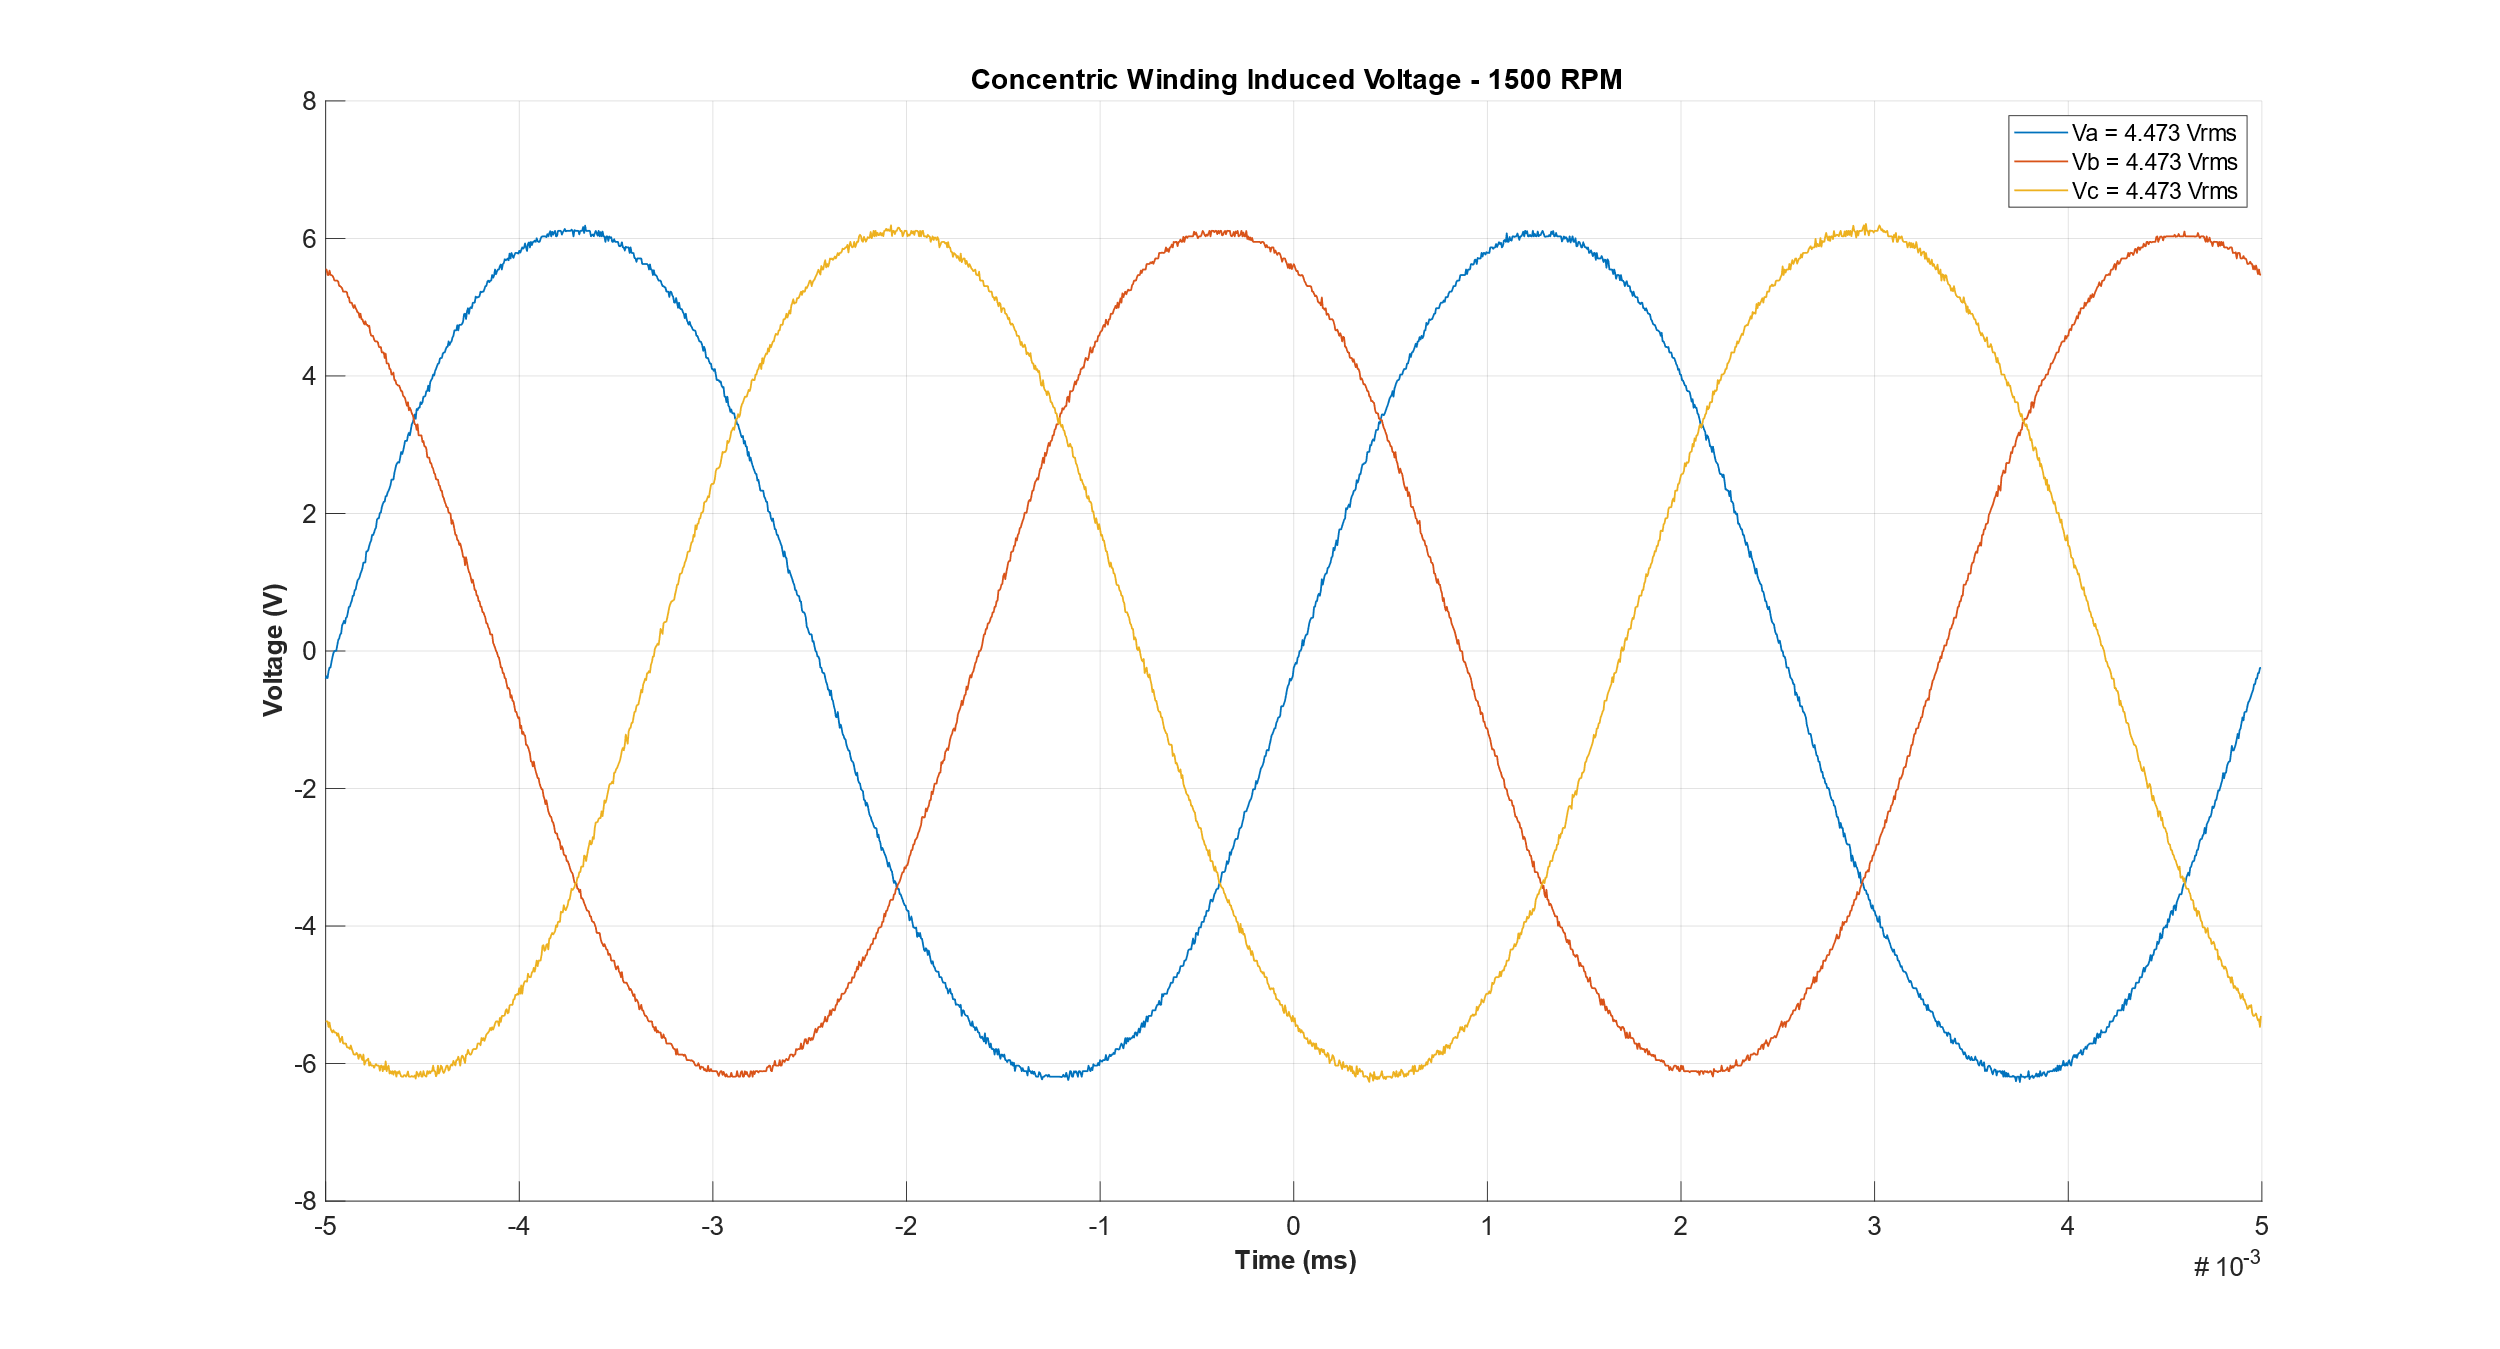 Concentric Winding Induced Voltage - 1500 RPM
Va = 4.473 Vrms
Vb = 4.473 Vrms
Vc = 4.473 Vrms
8
6
4
2
0
-2
-4
-6
-8
Voltage (V)
-5 -4 -3 -2 -1 0 1 2 3 4 5
Time (ms)
# 10-3